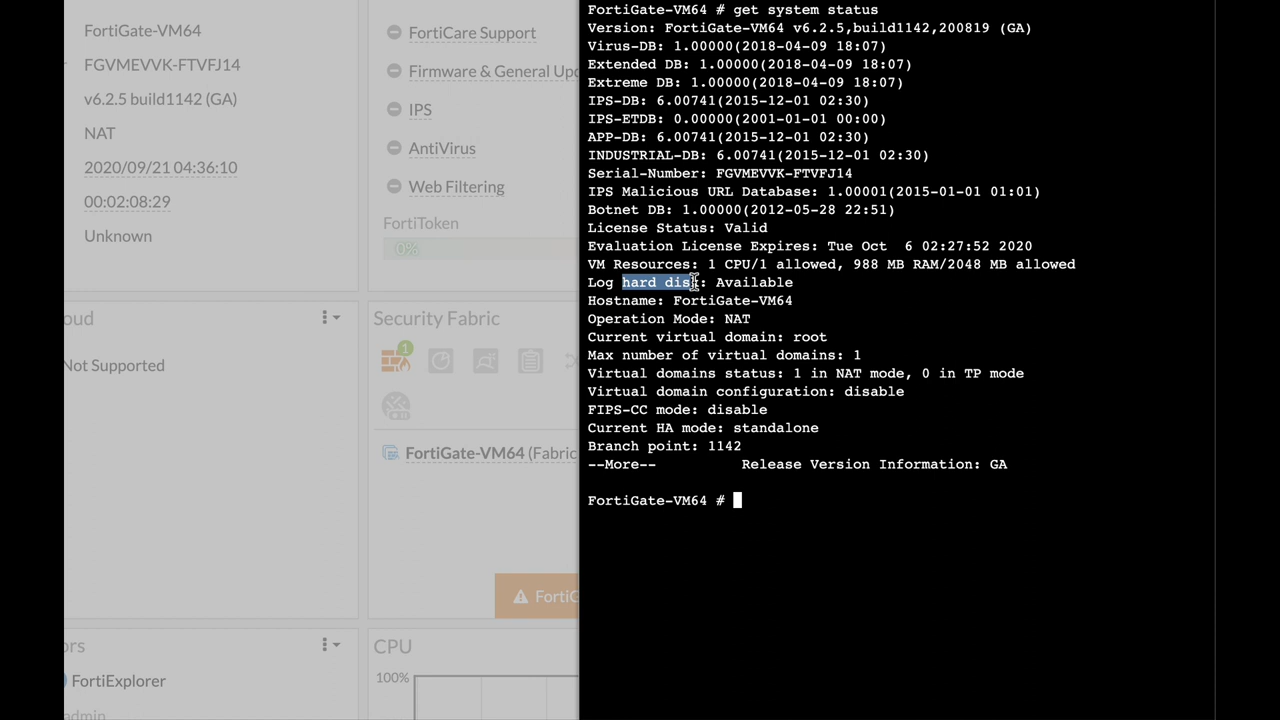 FortiGate-VM64
FGVMEVVK-FTVFJ14
v6.2.5 build1142 (GA)
NAT
2020/09/21 04:36:10
00:02:08:29
Unknown
FortiCare Support
Firmware & General Upd
IPS
AntiVirus
Web Filtering
FortiToken
0%
oud
Not Supported
Security Fabric
1
FortiGate-VM64 (Fabric
FortiG
ors
FortiExplorer
admin
CPU
100%
FortiGate-VM64 # get system status
Version: FortiGate-VM64 v6.2.5,build1142,200819 (GA)
Virus-DB: 1.00000(2018-04-09 18:07)
Extended DB: 1.00000(2018-04-09 18:07)
Extreme DB: 1.00000(2018-04-09 18:07)
IPS-DB: 6.00741(2015-12-01 02:30)
IPS-ETDB: 0.00000(2001-01-01 00:00)
APP-DB: 6.00741(2015-12-01 02:30)
INDUSTRIAL-DB: 6.00741(2015-12-01 02:30)
Serial-Number: FGVMEVVK-FTVFJ14
IPS Malicious URL Database: 1.00001(2015-01-01 01:01)
Botnet DB: 1.00000(2012-05-28 22:51)
License Status: Valid
Evaluation License Expires: Tue Oct  6 02:27:52 2020
VM Resources: 1 CPU/1 allowed, 988 MB RAM/2048 MB allowed
Log hard disk: Available
Hostname: FortiGate-VM64
Operation Mode: NAT
Current virtual domain: root
Max number of virtual domains: 1
Virtual domains status: 1 in NAT mode, 0 in TP mode
Virtual domain configuration: disable
FIPS-CC mode: disable
Current HA mode: standalone
Branch point: 1142
--More--          Release Version Information: GA
FortiGate-VM64 #